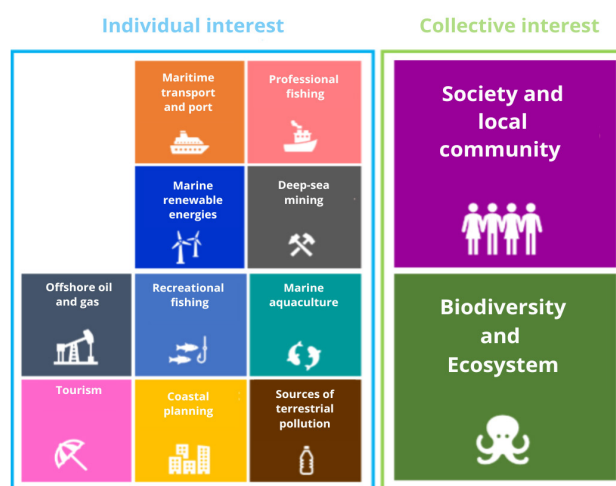 Individual interest
Collective interest
Maritime
transport
and port
Professional
fishing
Society and
local
community
Marine
renewable
energies
Deep-sea
mining
Offshore oil
and gas
Recreational
fishing
Marine
aquaculture
Biodiversity
and
Ecosystem
Tourism
Coastal
planning
Sources of
terrestrial
pollution